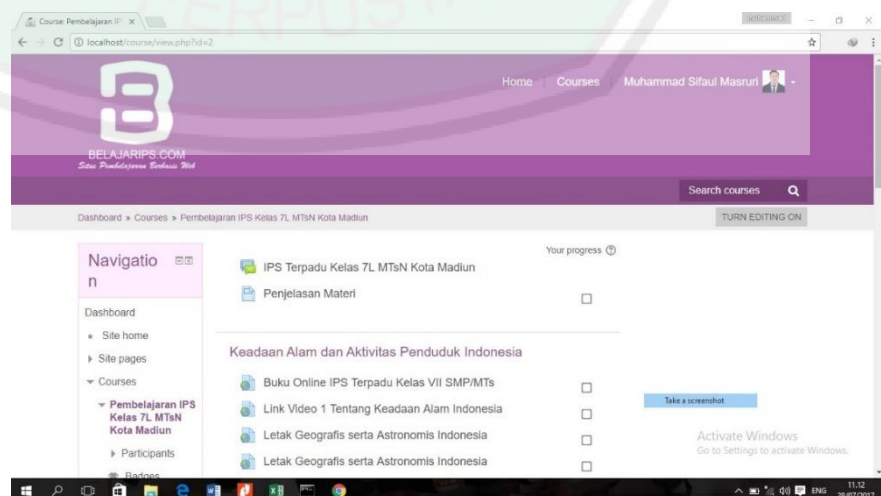 Course: Pembelajaran IP
localhost/course/view.php?id=2
Home Courses Muhammad Sifaul Masruri
BELAJARIPS.COM
Situs Pembelajaran Berbasis Web
Search courses
Dashboard » Courses » Pembelajaran IPS Kelas 7L MTsN Kota Madiun
TURN EDITING ON
Navigatio
n
Dashboard
Site home
Site pages
Courses
Pembelajaran IPS
Kelas 7L MTsN
Kota Madiun
Participants
Badges
Your progress
IPS Terpadu Kelas 7L MTsN Kota Madiun
Penjelasan Materi
Keadaan Alam dan Aktivitas Penduduk Indonesia
Buku Online IPS Terpadu Kelas VII SMP/MTs
Link Video 1 Tentang Keadaan Alam Indonesia
Letak Geografis serta Astronomis Indonesia
Letak Geografis serta Astronomis Indonesia
Take a screenshot
Activate Windows
Go to Settings to activate Windows.
ENG
11.12
29/07/2017